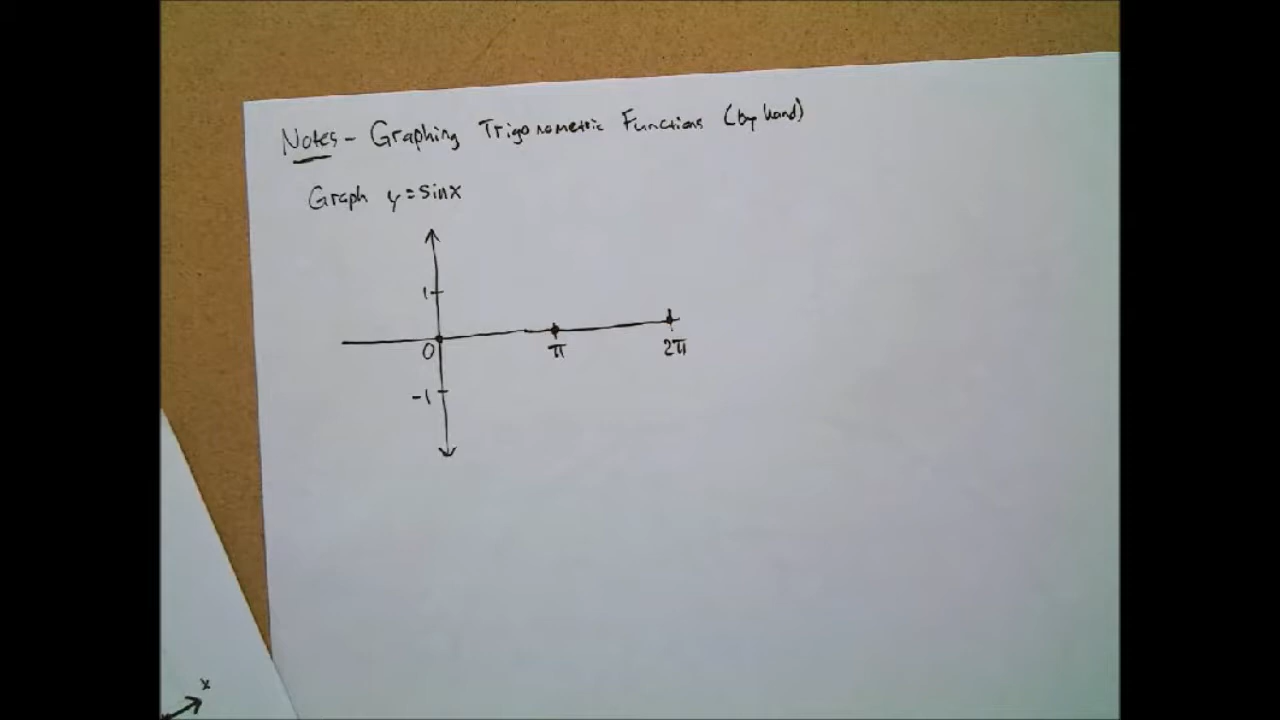 Notes - Graphing Trigonometric Functions (by hand)
Graph y=sinx
1
0 π 2π
-1
x